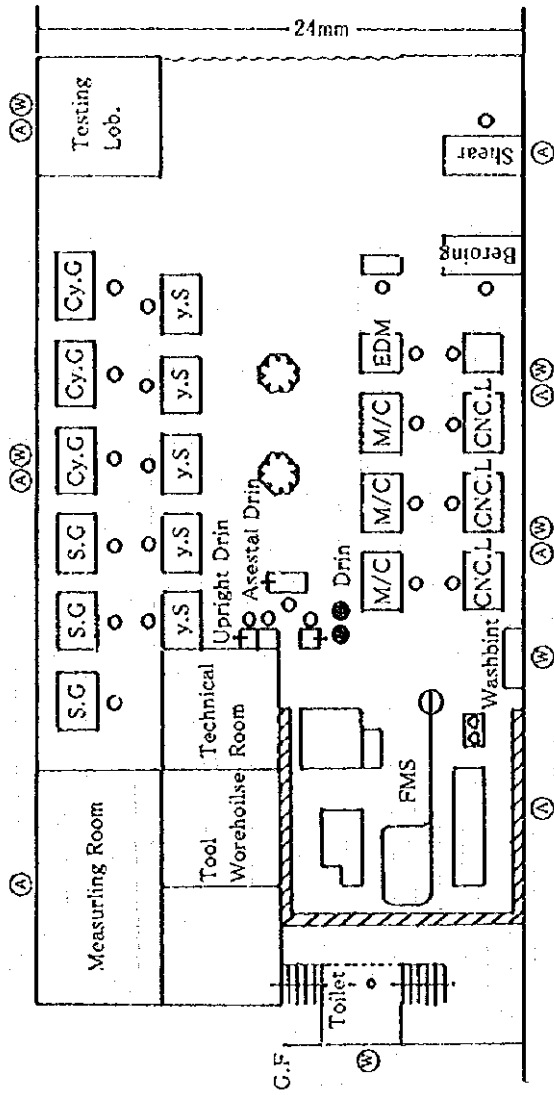 A
A W
A W
Measurling Room
S.G
S.G
S.G
Cy.G
Cy.G
Cy.G
Testing
Lob.
24mm
Tool
Worehoilse
Technical
Room
y.S
y.S
y.S
y.S
y.S
Upright Drin
Asestal Drin
Drin
G.F
Toilet
W
FMS
M/C
M/C
M/C
EDM
Washbint
CNC.L
CNC.L
CNC.L
Beroing
Shear
A
W
A W
A W
A